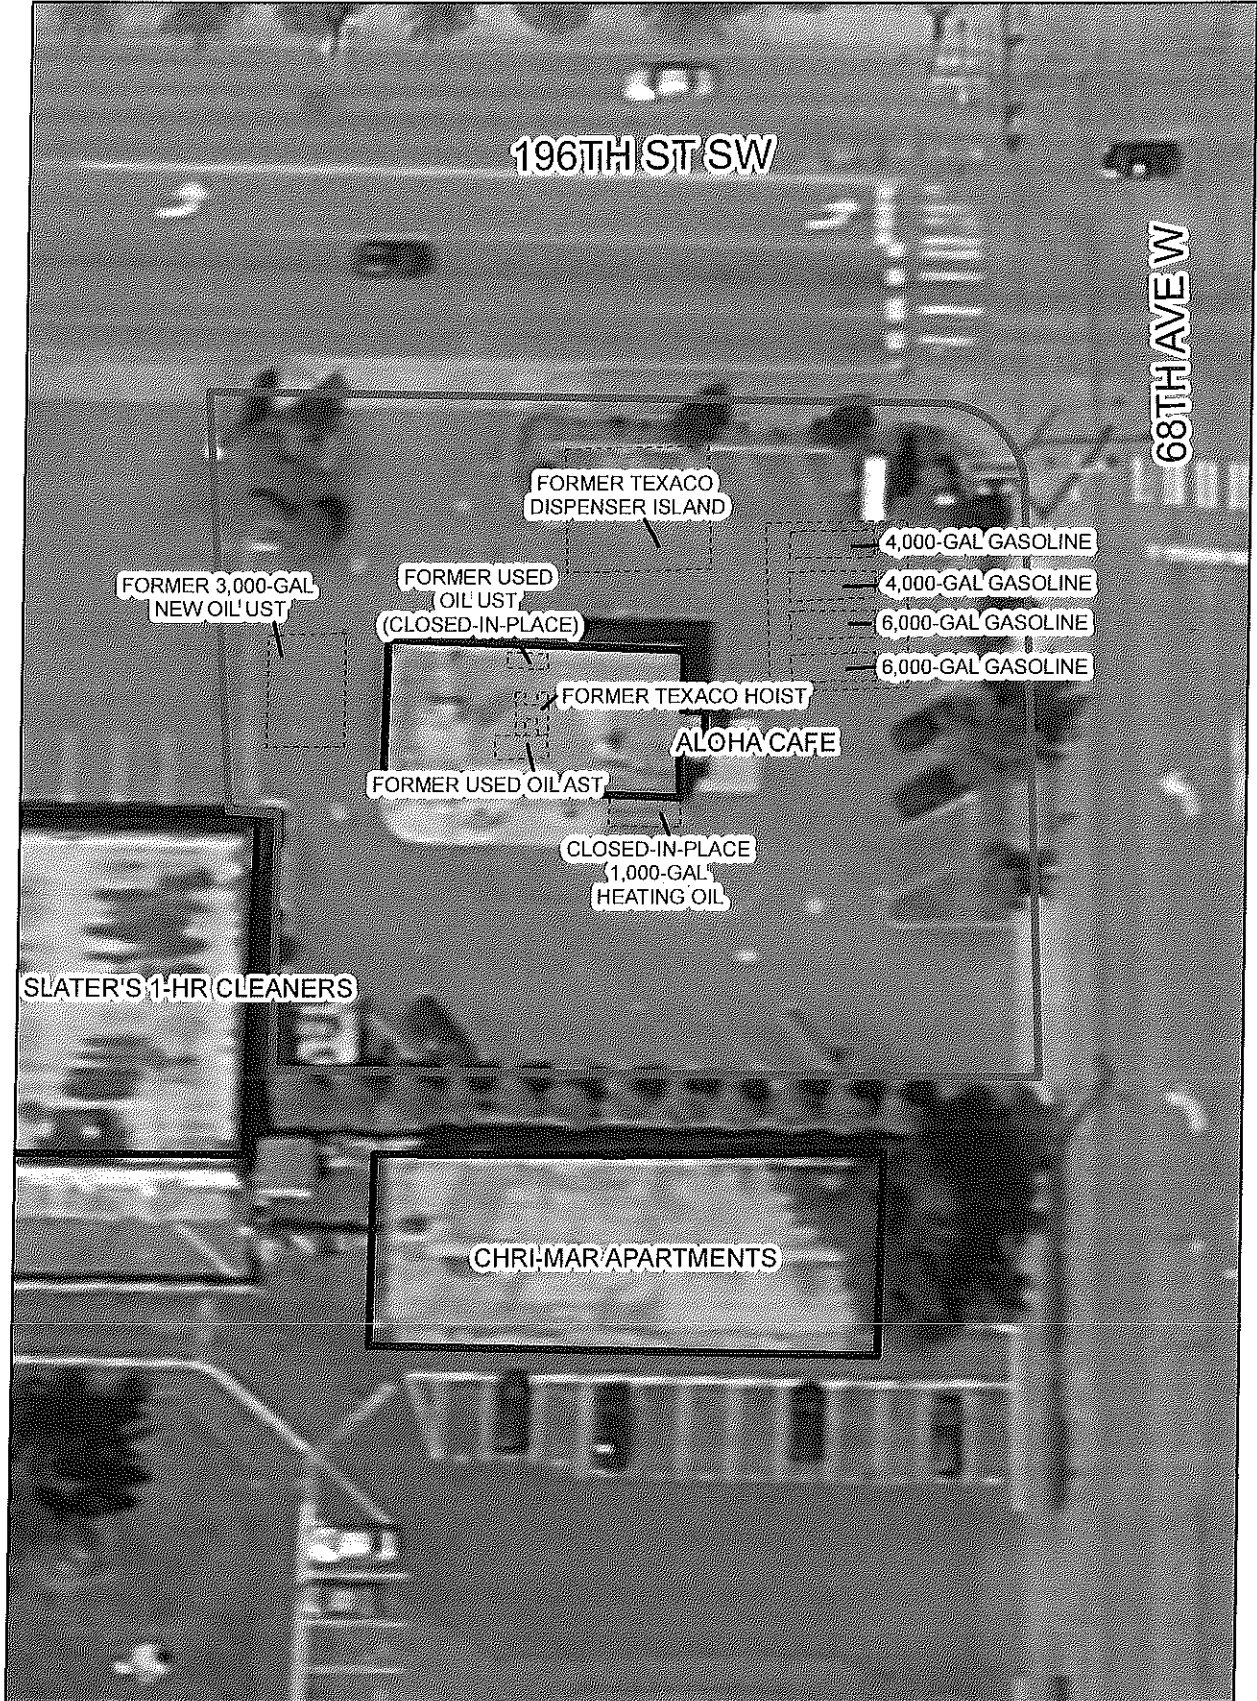 196TH ST SW
68TH AVE W
FORMER TEXACO
DISPENSER ISLAND
4,000-GAL GASOLINE
4,000-GAL GASOLINE
6,000-GAL GASOLINE
6,000-GAL GASOLINE
FORMER 3,000-GAL
NEW OIL UST
FORMER USED
OIL UST
(CLOSED-IN-PLACE)
FORMER TEXACO HOIST
ALOHA CAFE
FORMER USED OIL AST
CLOSED-IN-PLACE
1,000-GAL
HEATING OIL
SLATER'S 1-HR CLEANERS
CHRI-MAR APARTMENTS